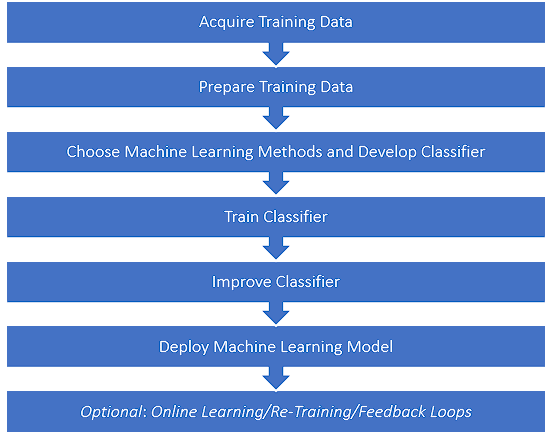 Acquire Training Data
Prepare Training Data
Choose Machine Learning Methods and Develop Classifier
Train Classifier
Improve Classifier
Deploy Machine Learning Model
Optional: Online Learning/Re-Training/Feedback Loops